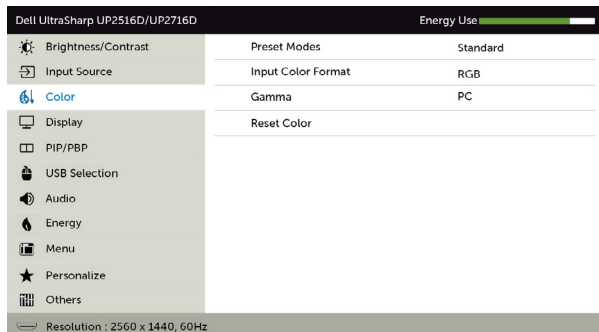 Dell UltraSharp UP2516D/UP2716D Energy Use
Brightness/Contrast
Input Source
Color
Display
PIP/PBP
USB Selection
Audio
Energy
Menu
Personalize
Others
Preset Modes Standard
Input Color Format RGB
Gamma PC
Reset Color
Resolution : 2560 x 1440, 60Hz